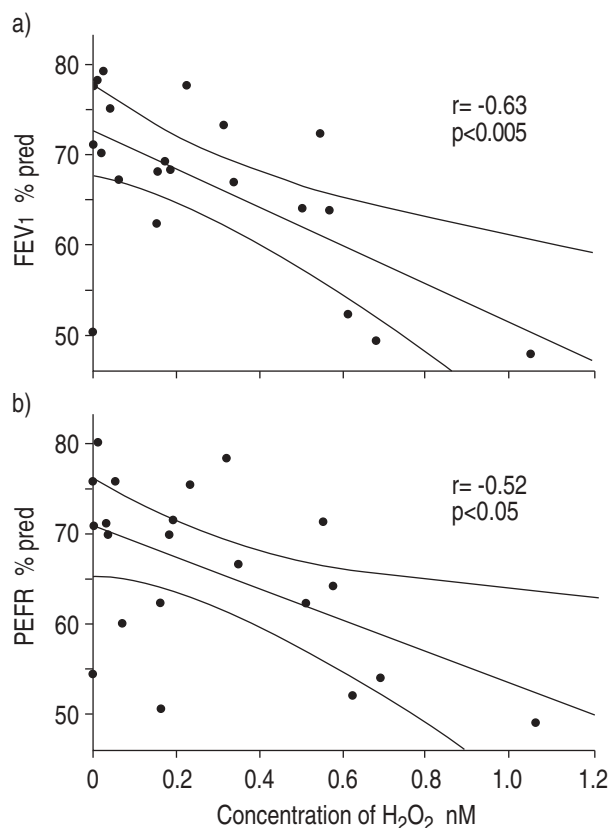 a)
80
70
60
50
FEV1 % pred
r= -0.63
p<0.005
b)
80
70
60
50
PEFR % pred
r= -0.52
p<0.05
0 0.2 0.4 0.6 0.8 1.0 1.2
Concentration of H₂O₂ nM